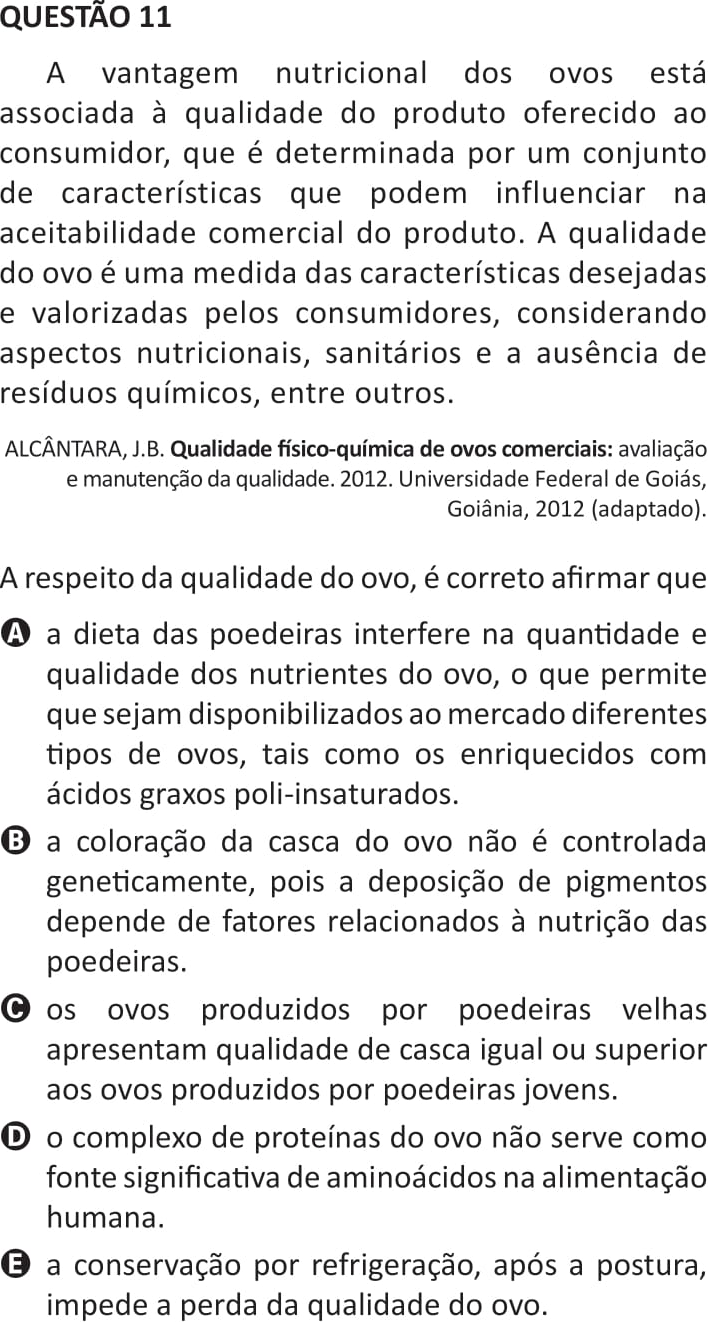 QUESTÃO 11
A vantagem nutricional dos ovos está
associada à qualidade do produto oferecido ao
consumidor, que é determinada por um conjunto
de características que podem influenciar na
aceitabilidade comercial do produto. A qualidade
do ovo é uma medida das características desejadas
e valorizadas pelos consumidores, considerando
aspectos nutricionais, sanitários e a ausência de
resíduos químicos, entre outros.
ALCÂNTARA, J.B. Qualidade físico-química de ovos comerciais: avaliação
e manutenção da qualidade. 2012. Universidade Federal de Goiás,
Goiânia, 2012 (adaptado).
A respeito da qualidade do ovo, é correto afirmar que
A a dieta das poedeiras interfere na quantidade e
qualidade dos nutrientes do ovo, o que permite
que sejam disponibilizados ao mercado diferentes
tipos de ovos, tais como os enriquecidos com
ácidos graxos poli-insaturados.
B a coloração da casca do ovo não é controlada
geneticamente, pois a deposição de pigmentos
depende de fatores relacionados à nutrição das
poedeiras.
C os ovos produzidos por poedeiras velhas
apresentam qualidade de casca igual ou superior
aos ovos produzidos por poedeiras jovens.
D o complexo de proteínas do ovo não serve como
fonte significativa de aminoácidos na alimentação
humana.
E a conservação por refrigeração, após a postura,
impede a perda da qualidade do ovo.